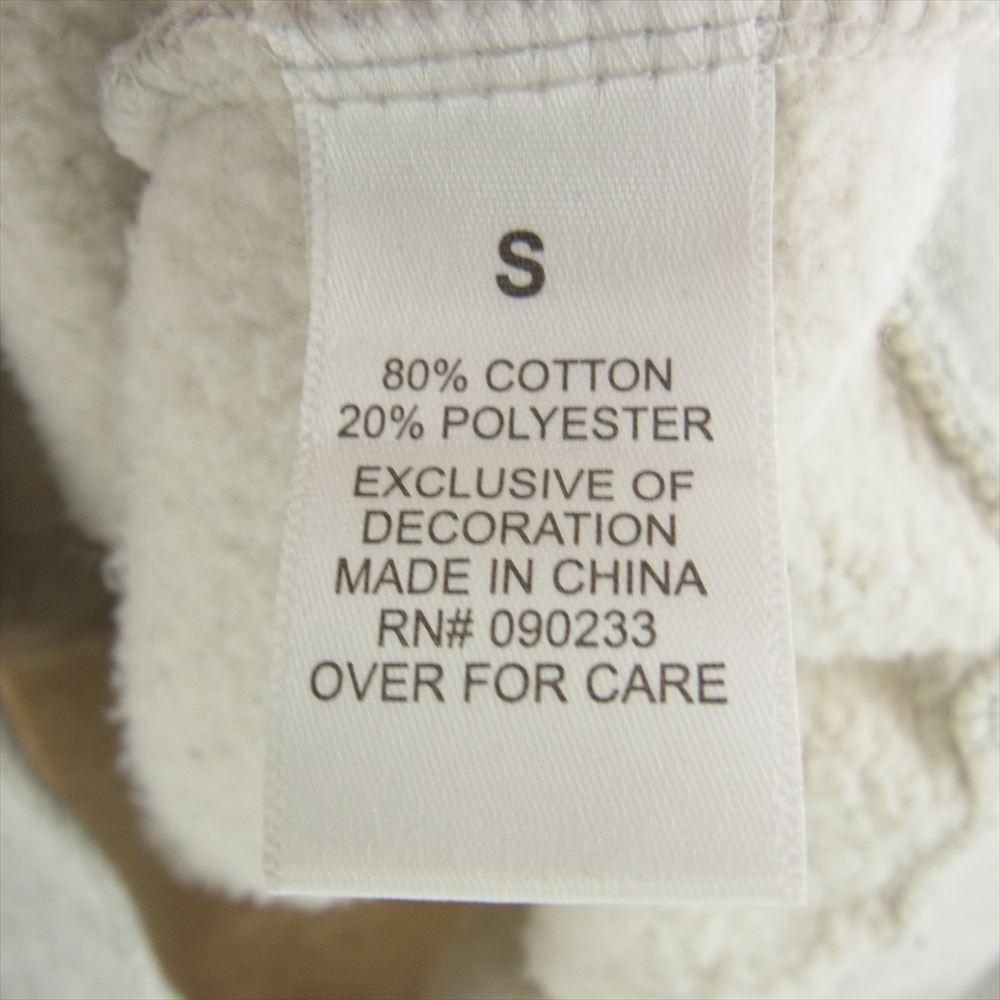 S
80% COTTON
20% POLYESTER
EXCLUSIVE OF
DECORATION
MADE IN CHINA
RN# 090233
OVER FOR CARE